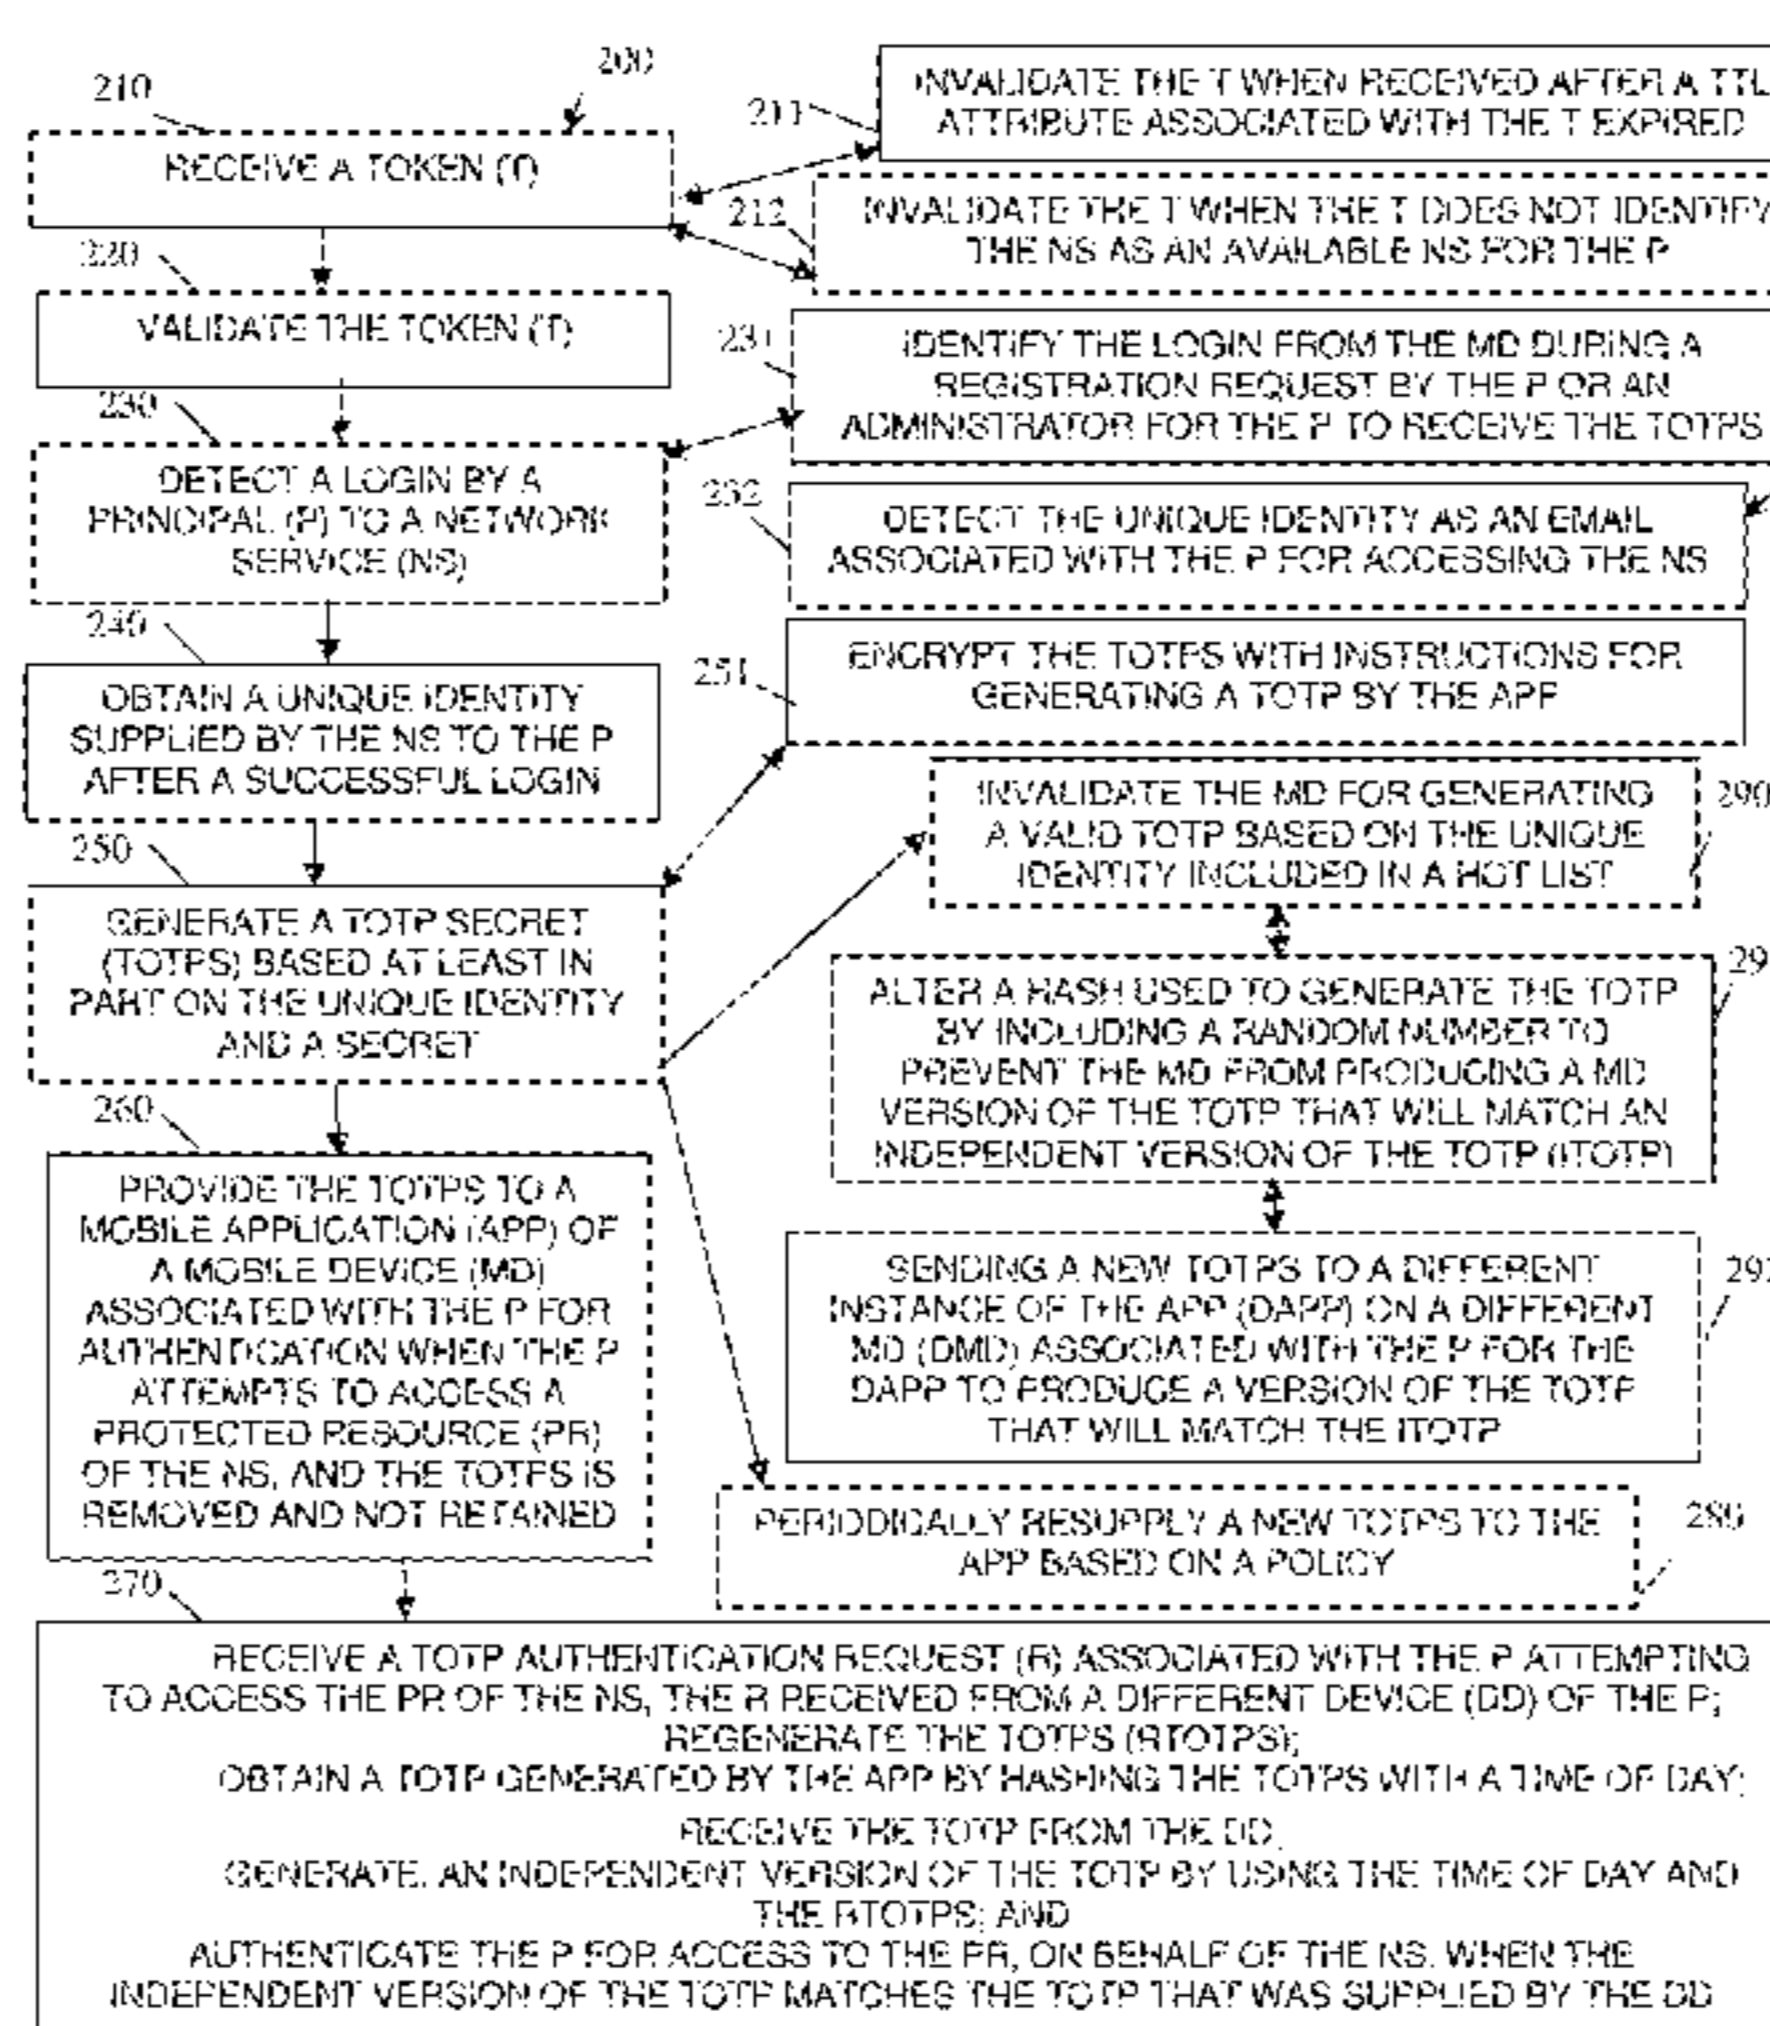 200
210
RECEIVE A TOKEN (T)
211
INVALIDATE THE T WHEN RECEIVED AFTER A TTL
ATTRIBUTE ASSOCIATED WITH THE T EXPIRED
212
INVALIDATE THE T WHEN THE T DOES NOT IDENTIFY
THE NS AS AN AVAILABLE NS FOR THE P
220
VALIDATE THE TOKEN (T)
230
DETECT A LOGIN BY A
PRINCIPAL (P) TO A NETWORK
SERVICE (NS)
231
IDENTIFY THE LOGIN FROM THE MD DURING A
REGISTRATION REQUEST BY THE P OR AN
ADMINISTRATOR FOR THE P TO RECEIVE THE TOTPS
232
DETECT THE UNIQUE IDENTITY AS AN EMAIL
ASSOCIATED WITH THE P FOR ACCESSING THE NS
240
OBTAIN A UNIQUE IDENTITY
SUPPLIED BY THE NS TO THE P
AFTER A SUCCESSFUL LOGIN
251
ENCRYPT THE TOTPS WITH INSTRUCTIONS FOR
GENERATING A TOTP BY THE APP
250
GENERATE A TOTP SECRET
(TOTPS) BASED AT LEAST IN
PART ON THE UNIQUE IDENTITY
AND A SECRET
290
INVALIDATE THE MD FOR GENERATING
A VALID TOTP BASED ON THE UNIQUE
IDENTITY INCLUDED IN A HOT LIST
29
ALTER A HASH USED TO GENERATE THE TOTP
BY INCLUDING A RANDOM NUMBER TO
PREVENT THE MD FROM PRODUCING A MD
VERSION OF THE TOTP THAT WILL MATCH AN
INDEPENDENT VERSION OF THE TOTP (ITOTP)
292
SENDING A NEW TOTPS TO A DIFFERENT
INSTANCE OF THE APP (DAPP) ON A DIFFERENT
MD (DMD) ASSOCIATED WITH THE P FOR THE
DAPP TO PRODUCE A VERSION OF THE TOTP
THAT WILL MATCH THE ITOTP
260
PROVIDE THE TOTPS TO A
MOBILE APPLICATION (APP) OF
A MOBILE DEVICE (MD)
ASSOCIATED WITH THE P FOR
AUTHENTICATION WHEN THE P
ATTEMPTS TO ACCESS A
PROTECTED RESOURCE (PR)
OF THE NS, AND THE TOTPS IS
REMOVED AND NOT RETAINED
280
PERIODICALLY RESUPPLY A NEW TOTPS TO THE
APP BASED ON A POLICY
270
RECEIVE A TOTP AUTHENTICATION REQUEST (R) ASSOCIATED WITH THE P ATTEMPTING
TO ACCESS THE PR OF THE NS, THE R RECEIVED FROM A DIFFERENT DEVICE (DD) OF THE P;
REGENERATE THE TOTPS (RTOTPS);
OBTAIN A TOTP GENERATED BY THE APP BY HASHING THE TOTPS WITH A TIME OF DAY;
RECEIVE THE TOTP FROM THE DD;
GENERATE, AN INDEPENDENT VERSION OF THE TOTP BY USING THE TIME OF DAY AND
THE RTOTPS; AND
AUTHENTICATE THE P FOR ACCESS TO THE PR, ON BEHALF OF THE NS, WHEN THE
INDEPENDENT VERSION OF THE TOTP MATCHES THE TOTP THAT WAS SUPPLIED BY THE DD